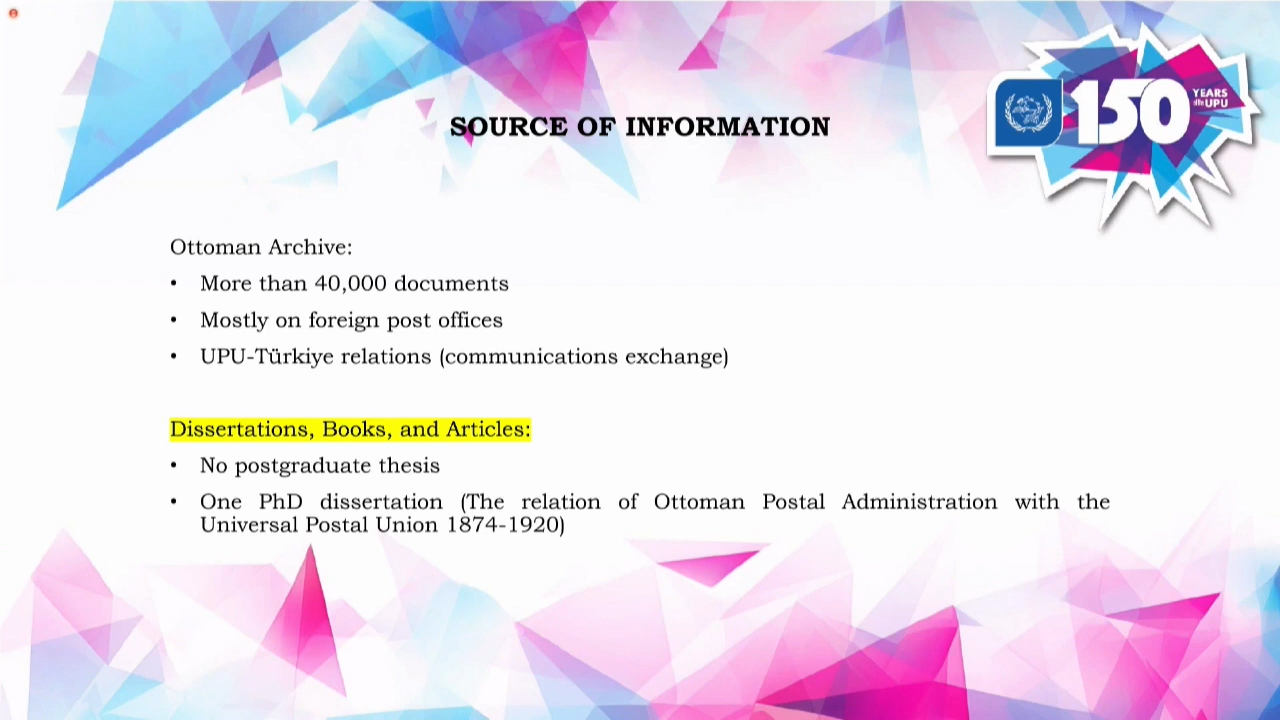 SOURCE OF INFORMATION
150
YEARS
UPU
Ottoman Archive:
• More than 40,000 documents
• Mostly on foreign post offices
• UPU-Türkiye relations (communications exchange)
Dissertations, Books, and Articles:
• No postgraduate thesis
• One PhD dissertation (The relation of Ottoman Postal Administration with the
Universal Postal Union 1874-1920)